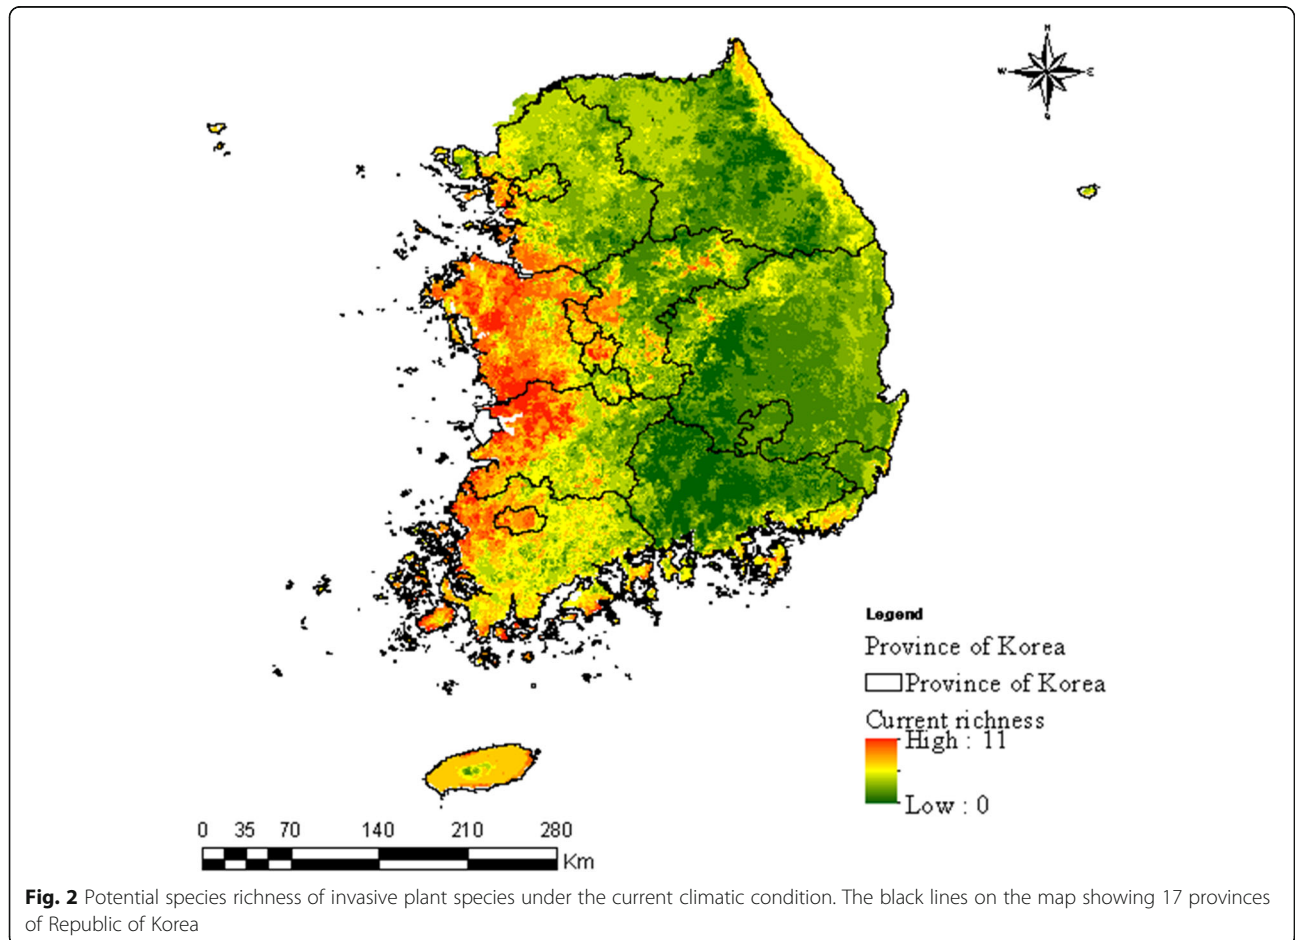 N
W E
S
Legend
Province of Korea
Province of Korea
Current richness
High : 11
Low : 0
0 35 70 140 210 280
Km
Fig. 2 Potential species richness of invasive plant species under the current climatic condition. The black lines on the map showing 17 provinces
of Republic of Korea